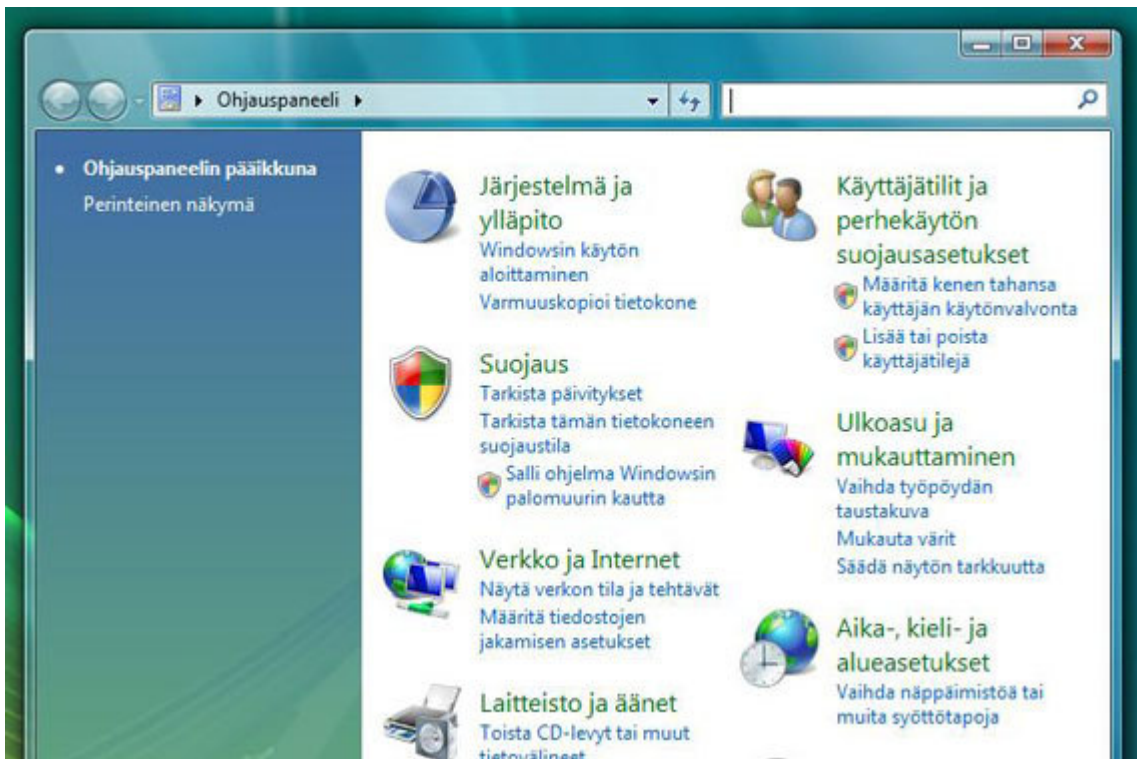 Ohjauspaneeli
Ohjauspaneelin pääikkuna
Perinteinen näkymä
Järjestelmä ja
ylläpito
Windowsin käytön
aloittaminen
Varmuuskopioi tietokone
Suojaus
Tarkista päivitykset
Tarkista tämän tietokoneen
suojaustila
Salli ohjelma Windowsin
palomuurin kautta
Verkko ja Internet
Näytä verkon tila ja tehtävät
Määritä tiedostojen
jakamisen asetukset
Laitteisto ja äänet
Toista CD-levyt tai muut
tietovälineet
Käyttäjätilit ja
perhekäytön
suojausasetukset
Määritä kenen tahansa
käyttäjän käytönvalvonta
Lisää tai poista
käyttäjätilejä
Ulkoasu ja
mukauttaminen
Vaihda työpöydän
taustakuva
Mukauta värit
Säädä näytön tarkkuutta
Aika-, kieli- ja
alueasetukset
Vaihda näppäimistöä tai
muita syöttötapoja